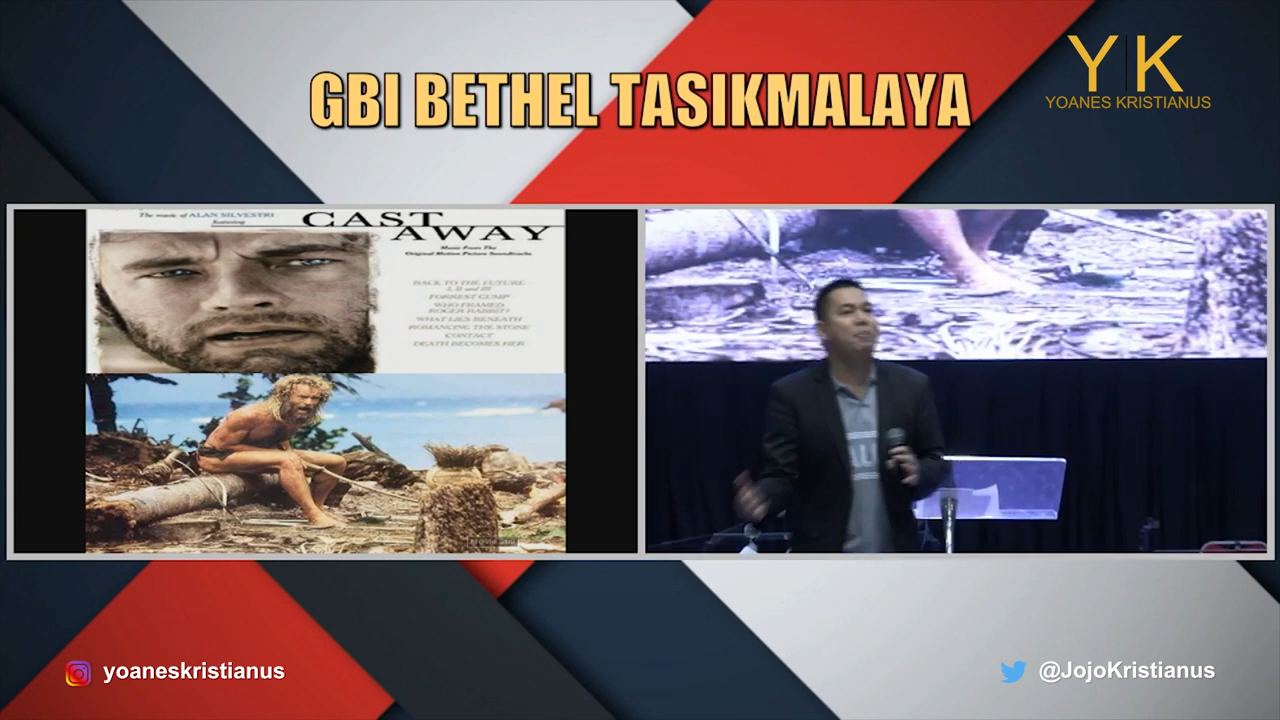 GBI BETHEL TASIKMALAYA
Y K
YOANES KRISTIANUS
The music of ALAN SILVESTRI
featuring
CAST
AWAY
Music From The
Original Motion Picture Soundtracks
BACK TO THE FUTURE
I, II and III
FORREST GUMP
WHO FRAMED
ROGER RABBIT?
WHAT LIES BENEATH
ROMANCING THE STONE
CONTACT
DEATH BECOMES HER
yoaneskristianus
@JojoKristianus